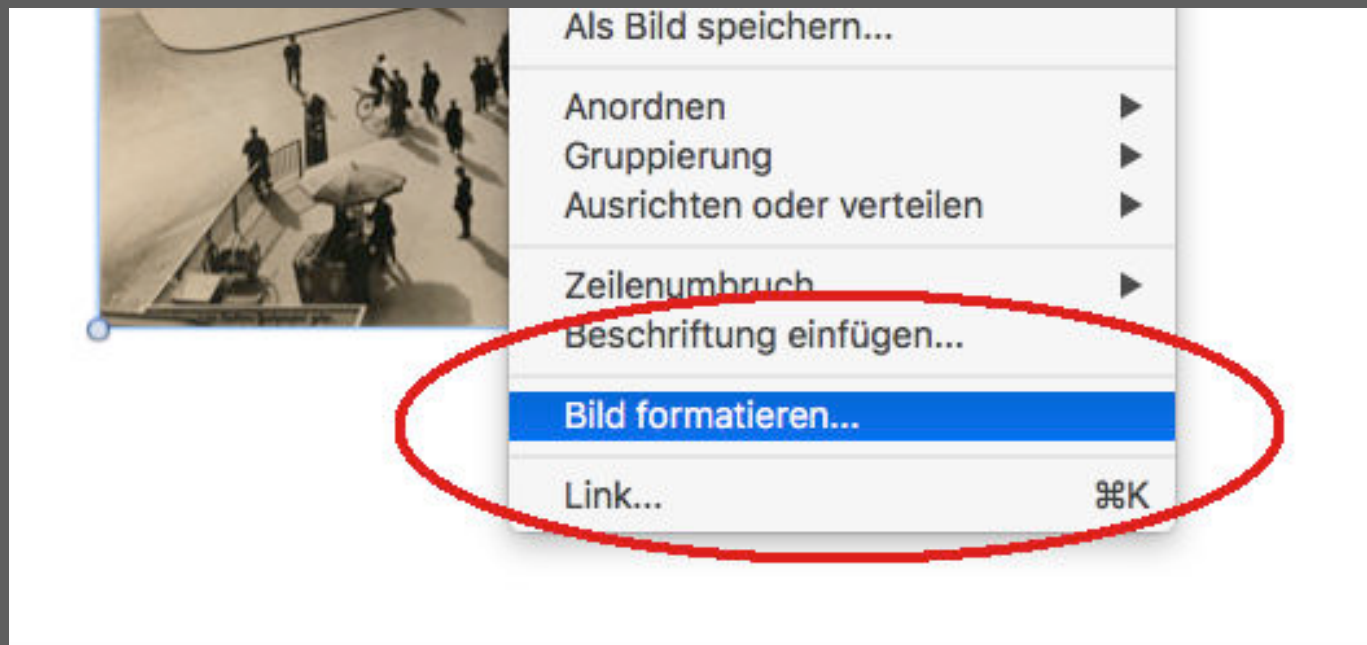 Als Bild speichern...
Anordnen
Gruppierung
Ausrichten oder verteilen
Zeilenumbruch
Beschriftung einfügen...
Bild formatieren...
Link... ⌘K